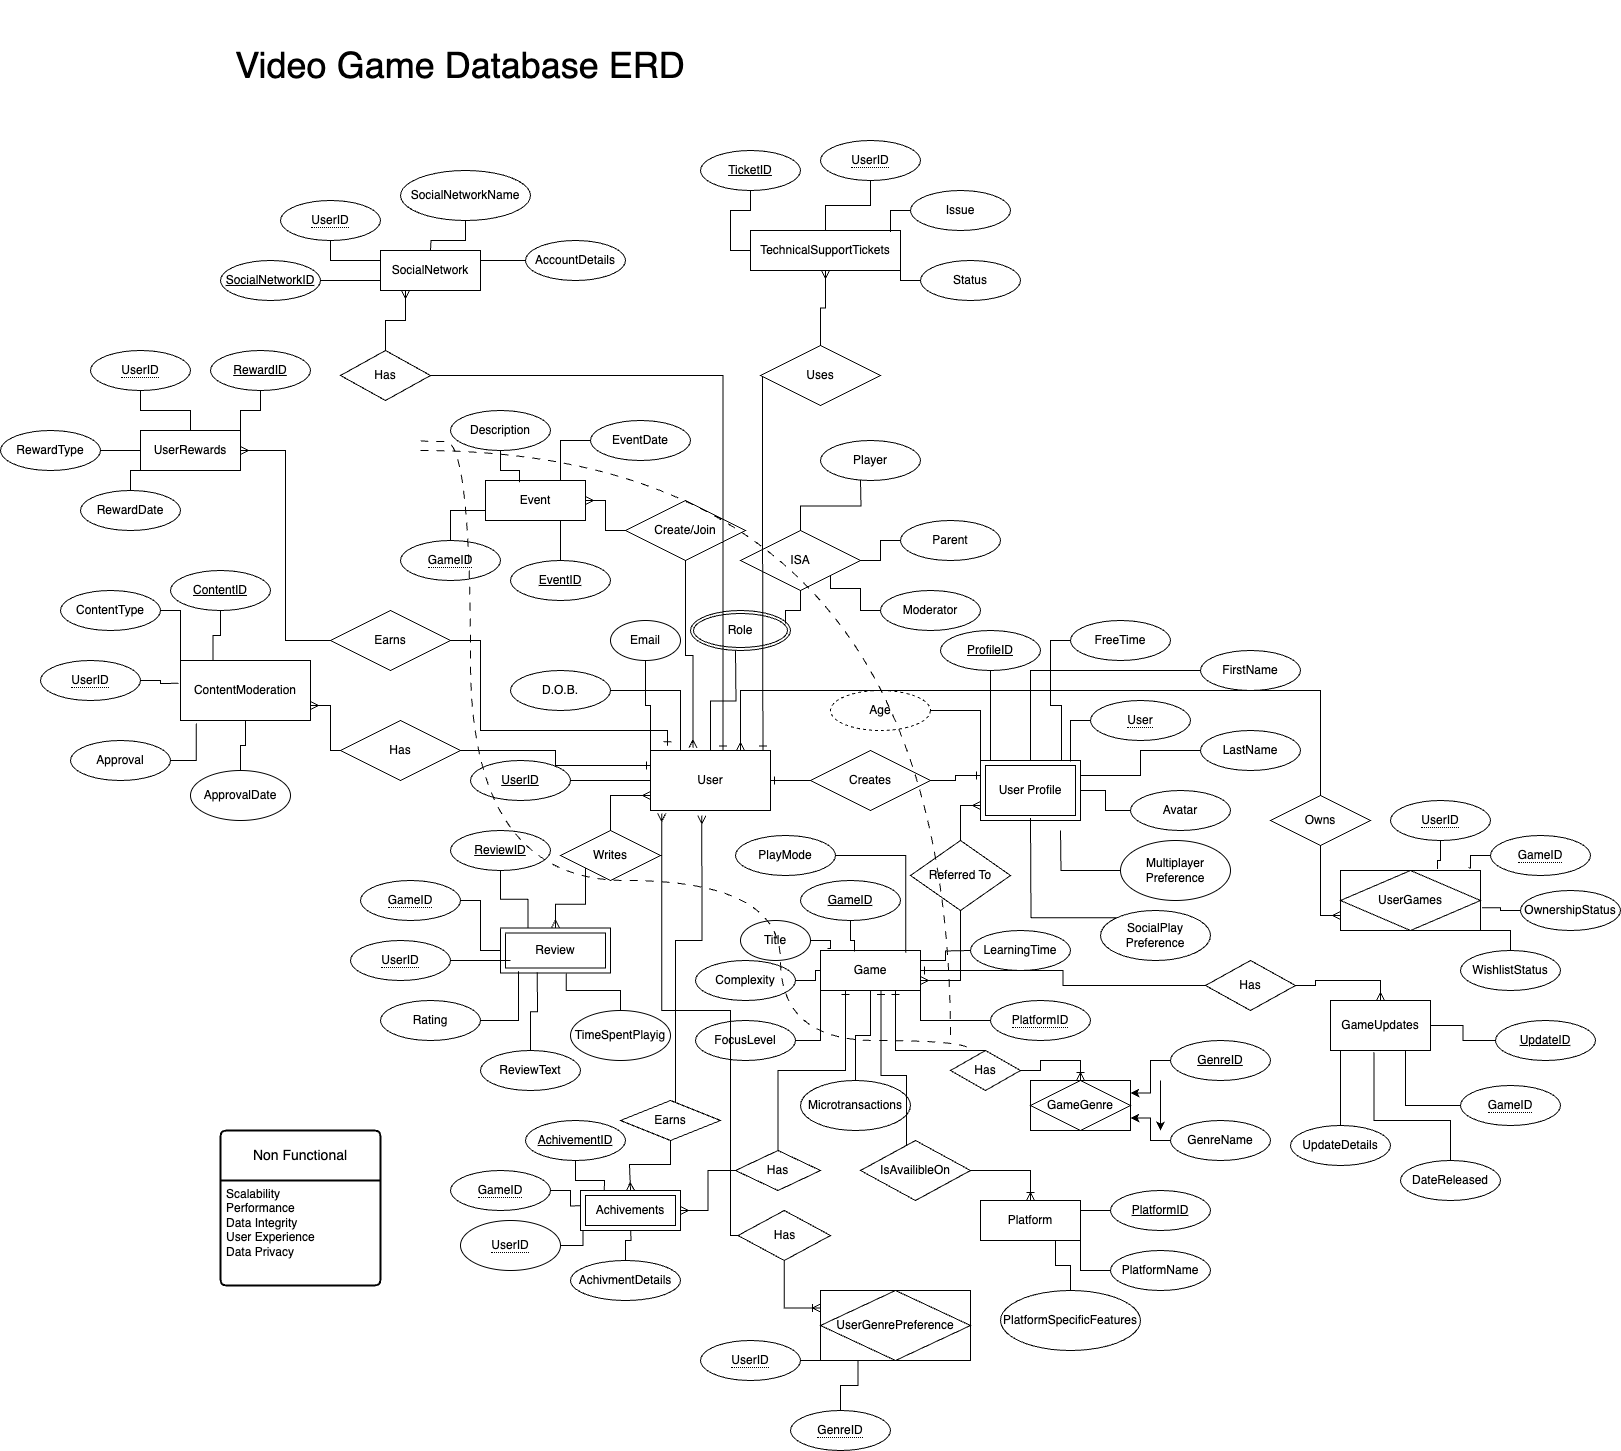 Video Game Database ERD
TicketID
UserID
SocialNetworkName
UserID
Issue
TechnicalSupportTickets
AccountDetails
SocialNetwork
SocialNetworkID
Status
UserID
RewardID
Has
Uses
Description
EventDate
RewardType
UserRewards
Player
Event
RewardDate
Create/Join
Parent
GameID
EventID
ISA
ContentID
ContentType
Moderator
Earns
Email
Role
FreeTime
ProfileID
FirstName
UserID
ContentModeration
D.O.B.
Age
User
Has
LastName
Approval
UserID
User
Creates
User Profile
ApprovalDate
Avatar
Owns
UserID
ReviewID
Writes
PlayMode
GameID
Multiplayer
Preference
Referred To
GameID
GameID
UserGames
OwnershipStatus
Title
SocialPlay
Preference
Review
LearningTime
UserID
Game
WishlistStatus
Complexity
Has
Rating
TimeSpentPlayig
FocusLevel
PlatformID
GameUpdates
UpdateID
ReviewText
Has
GenreID
Microtransactions
GameGenre
GameID
Earns
AchivementID
GenreName
UpdateDetails
Non Functional
Has
IsAvailibleOn
DateReleased
GameID
Scalability
Performance
Data Integrity
User Experience
Data Privacy
Achivements
Platform
PlatformID
UserID
Has
AchivmentDetails
PlatformName
UserGenrePreference
PlatformSpecificFeatures
UserID
GenreID